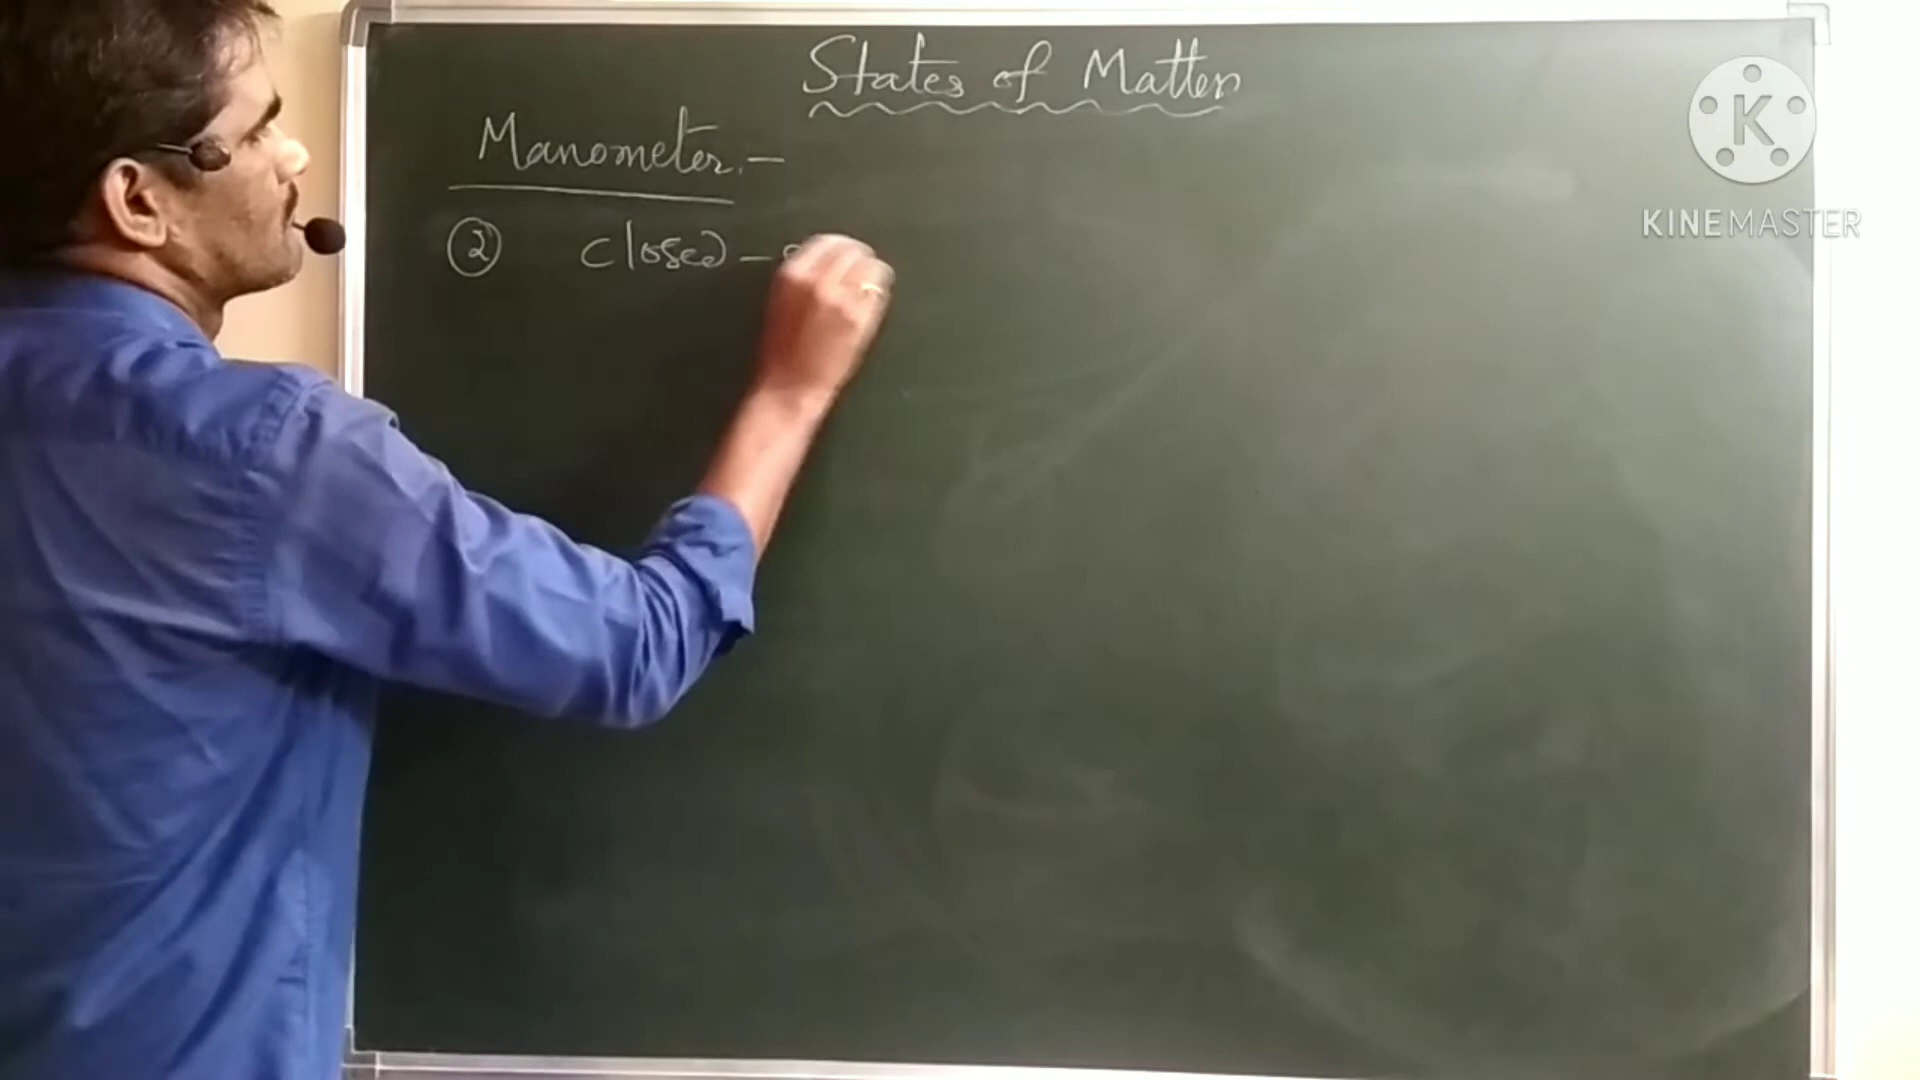 States of Matter
Manometer:-
② closed -
K
KINEMASTER